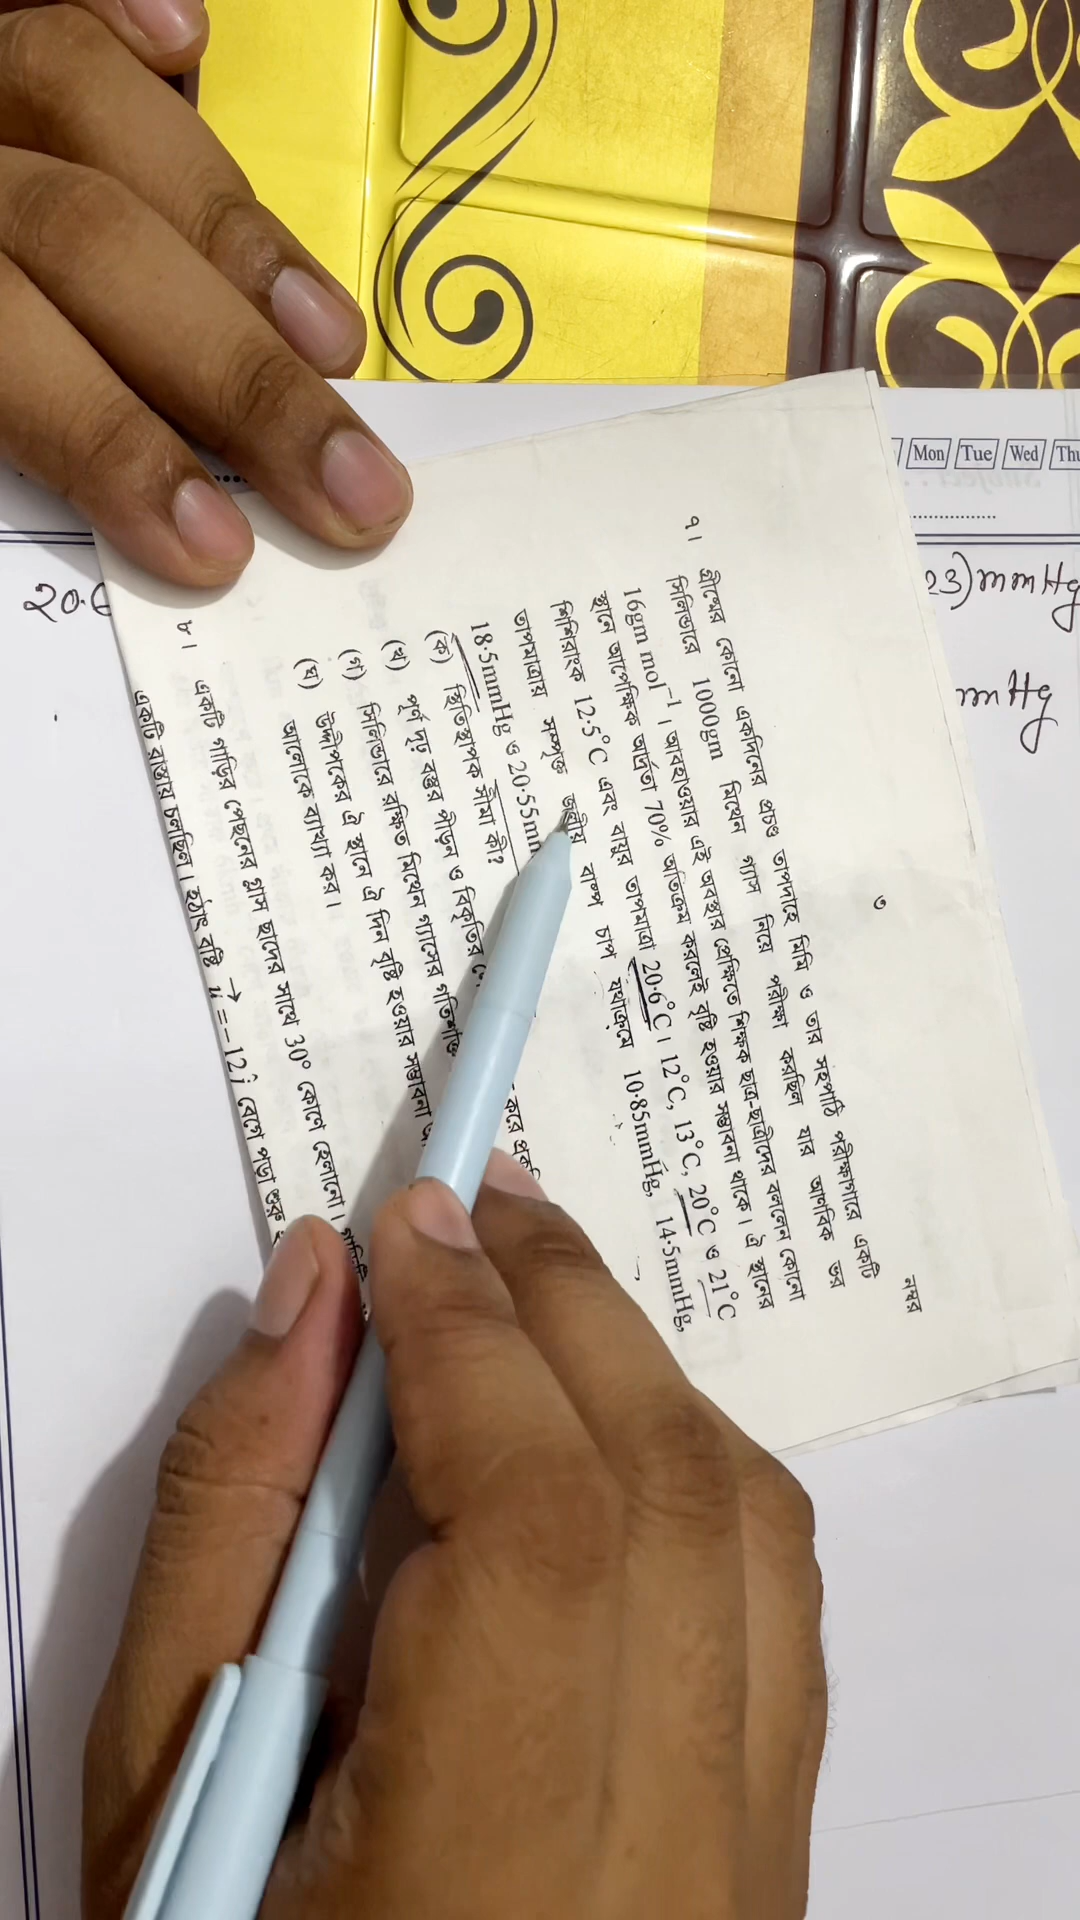 Mon Tue Wed Thu
20.6
23) mmHg
mmHg
৩
নম্বর
৭। গ্রীষ্মের কোনো একদিনের প্রচণ্ড তাপদাহে মিমি ও তার সহপাঠি পরীক্ষাগারে একটি
সিলিন্ডারে 1000gm মিথেন গ্যাস নিয়ে পরীক্ষা করছিল যার আণবিক ভর
16gm mol⁻¹। আবহাওয়ার এই অবস্থার প্রেক্ষিতে শিক্ষক ছাত্র-ছাত্রীদের বললেন কোনো
স্থানে আপেক্ষিক আর্দ্রতা 70% অতিক্রম করলেই বৃষ্টি হওয়ার সম্ভাবনা থাকে। ঐ স্থানের
শিশিরাংক 12.5°C এবং বায়ুর তাপমাত্রা 20.6°C। 12°C, 13°C, 20°C ও 21°C
তাপমাত্রায় সম্পৃক্ত জলীয় বাষ্প চাপ যথাক্রমে 10.85mmHg, 14.5mmHg,
18.5mmHg ও 20.55mm
(ক) স্থিতিস্থাপক সীমা কী?
(খ) পূর্ণ দৃঢ় বস্তুর পীড়ন ও বিকৃতির
(গ) সিলিন্ডারে রক্ষিত মিথেন গ্যাসের গতিশক্তি
(ঘ) উদ্দীপকের ঐ স্থানে ঐ দিন বৃষ্টি হওয়ার সম্ভাবনা
আলোকে ব্যাখ্যা কর।
৮। একটি গাড়ির পেছনের গ্লাস ছাদের সাথে 30° কোণে হেলানো।
একটি রাস্তায় চলছিল। হঠাৎ বৃষ্টি u⃗ = −12ĵ বেগে পড়া শুরু